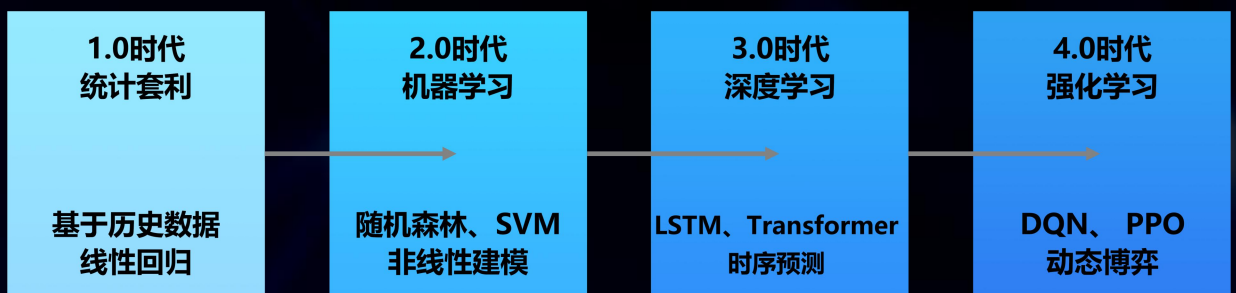 1.0时代
统计套利
基于历史数据
线性回归
2.0时代
机器学习
随机森林、SVM
非线性建模
3.0时代
深度学习
LSTM、Transformer
时序预测
4.0时代
强化学习
DQN、 PPO
动态博弈